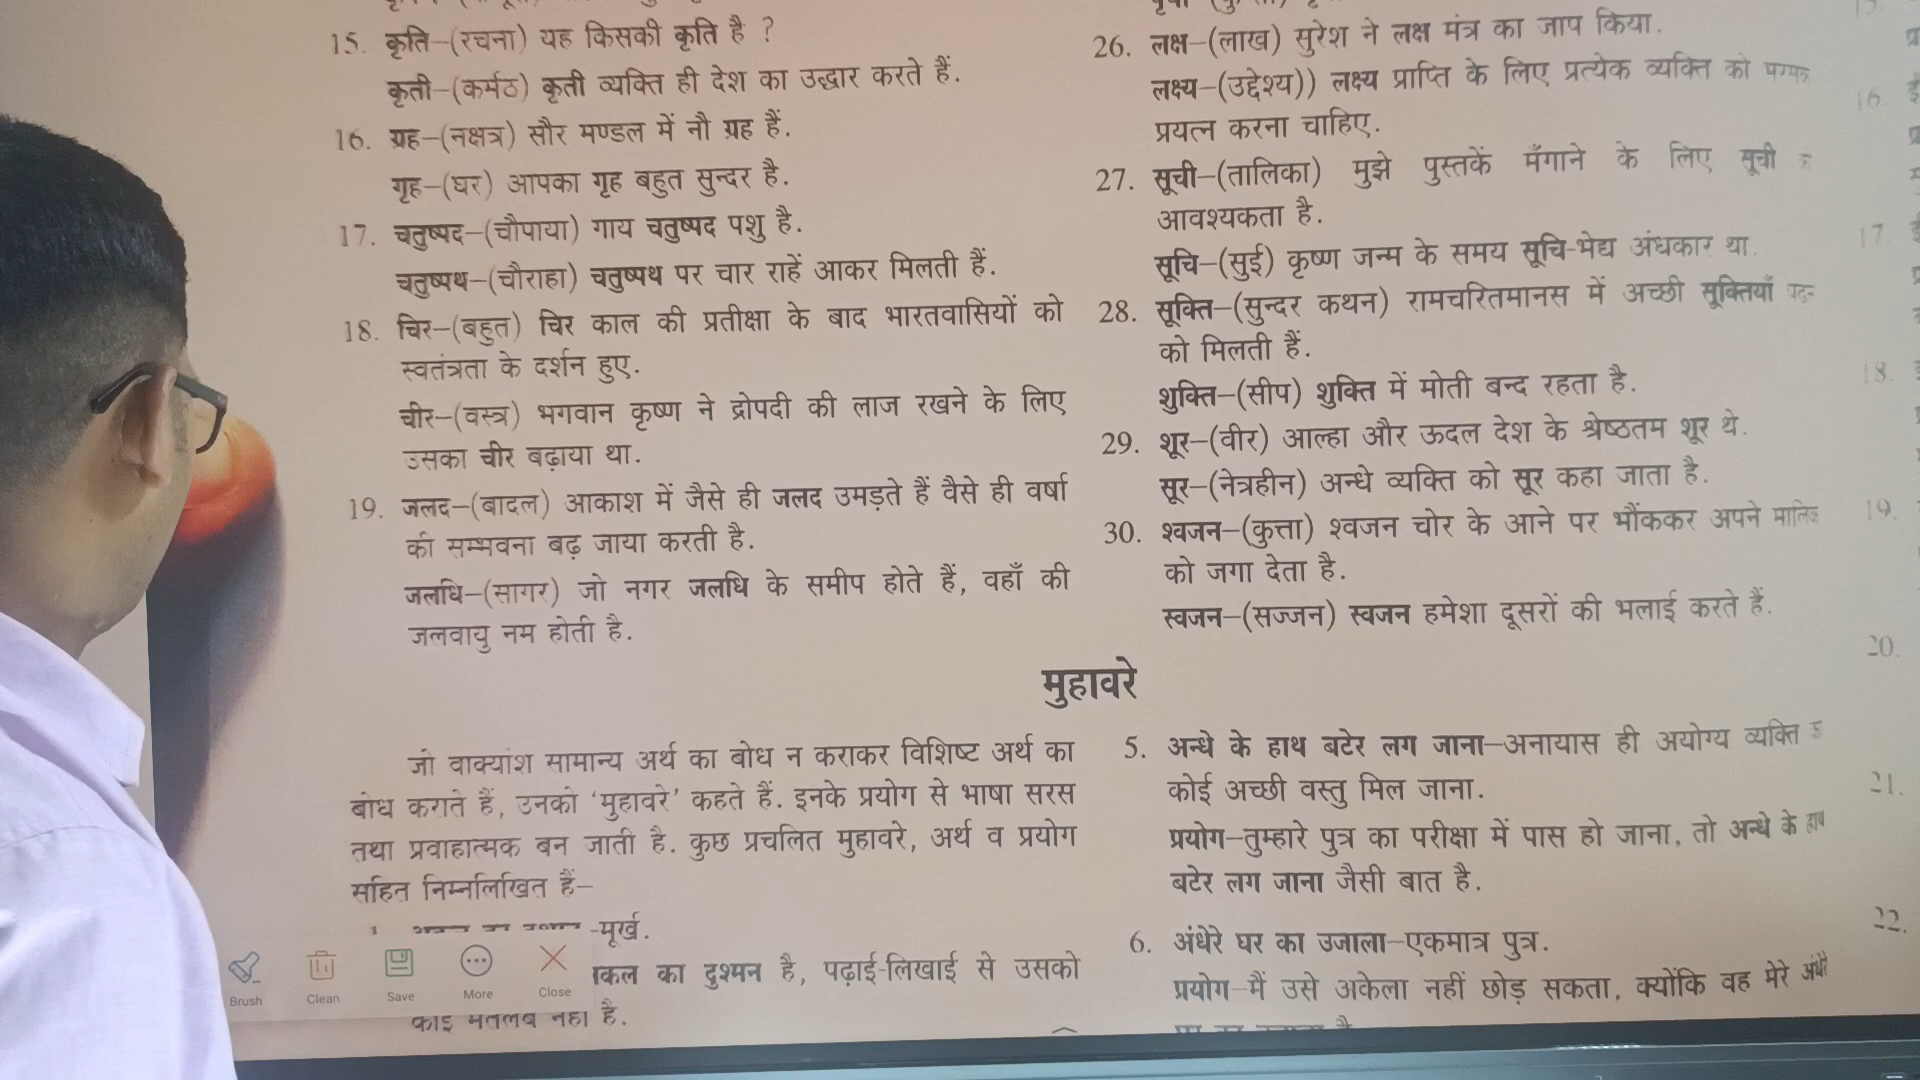 15. कृति–(रचना) यह किसकी कृति है ?
कृती–(कर्मठ) कृती व्यक्ति ही देश का उद्धार करते हैं.
16. ग्रह–(नक्षत्र) सौर मण्डल में नौ ग्रह हैं.
गृह–(घर) आपका गृह बहुत सुन्दर है.
17. चतुष्पद–(चौपाया) गाय चतुष्पद पशु है.
चतुष्पथ–(चौराहा) चतुष्पथ पर चार राहें आकर मिलती हैं.
18. चिर–(बहुत) चिर काल की प्रतीक्षा के बाद भारतवासियों को
स्वतंत्रता के दर्शन हुए.
चीर–(वस्त्र) भगवान कृष्ण ने द्रोपदी की लाज रखने के लिए
उसका चीर बढ़ाया था.
19. जलद–(बादल) आकाश में जैसे ही जलद उमड़ते हैं वैसे ही वर्षा
की सम्भवना बढ़ जाया करती है.
जलधि–(सागर) जो नगर जलधि के समीप होते हैं, वहाँ की
जलवायु नम होती है.
26. लक्ष–(लाख) सुरेश ने लक्ष मंत्र का जाप किया.
लक्ष्य–(उद्देश्य)) लक्ष्य प्राप्ति के लिए प्रत्येक व्यक्ति को
प्रयत्न करना चाहिए.
27. सूची–(तालिका) मुझे पुस्तकें मँगाने के लिए सूची
आवश्यकता है.
सूचि–(सुई) कृष्ण जन्म के समय सूचि-भेद्य अंधकार था.
28. सूक्ति–(सुन्दर कथन) रामचरितमानस में अच्छी सूक्तियाँ
को मिलती हैं.
शुक्ति–(सीप) शुक्ति में मोती बन्द रहता है.
29. शूर–(वीर) आल्हा और ऊदल देश के श्रेष्ठतम शूर थे.
सूर–(नेत्रहीन) अन्धे व्यक्ति को सूर कहा जाता है.
30. श्वजन–(कुत्ता) श्वजन चोर के आने पर भौंककर अपने
को जगा देता है.
स्वजन–(सज्जन) स्वजन हमेशा दूसरों की भलाई करते हैं.
मुहावरे
जो वाक्यांश सामान्य अर्थ का बोध न कराकर विशिष्ट अर्थ का
बोध कराते हैं, उनको ‘मुहावरे’ कहते हैं. इनके प्रयोग से भाषा सरस
तथा प्रवाहात्मक बन जाती है. कुछ प्रचलित मुहावरे, अर्थ व प्रयोग
सहित निम्नलिखित हैं–
–मूर्ख.
का दुश्मन है, पढ़ाई-लिखाई से उसको
है.
5. अन्धे के हाथ बटेर लग जाना–अनायास ही अयोग्य व्यक्ति
कोई अच्छी वस्तु मिल जाना.
प्रयोग–तुम्हारे पुत्र का परीक्षा में पास हो जाना, तो अन्धे के हाथ
बटेर लग जाना जैसी बात है.
6. अंधेरे घर का उजाला–एकमात्र पुत्र.
प्रयोग–मैं उसे अकेला नहीं छोड़ सकता, क्योंकि वह मेरे
16.
17
18.
19.
20.
21.
22.
Brush Clean Save More Close